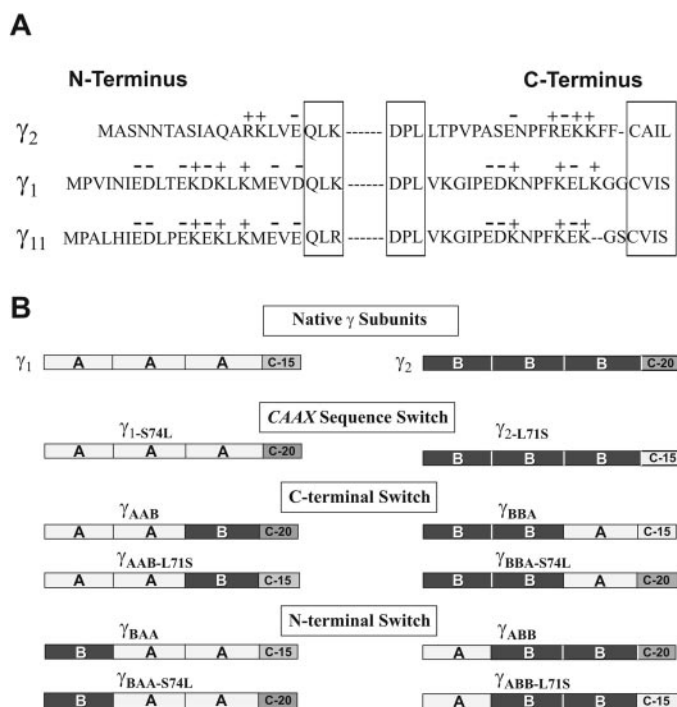 A
N-Terminus C-Terminus
++ - - +-++
γ2 MASNNTASIAQARKLVEQLK ------ DPL LTPVPASENPFREKKFF-CAIL
-- -+-+ + - - --+ +- +
γ1 MPVINIEDLTEKDKLKMEVDQLK ------ DPL VKGIPEDKNPFKELKGGCVIS
-- -+-+ + - - --+ +-+
γ11 MPALHIEDLPEKEKLKMEVEQLR ------ DPL VKGIPEDKNPFKEK--GSCVIS
B
Native γ Subunits
γ1 A A A C-15 γ2 B B B C-20
CAAX Sequence Switch
γ1-S74L γ2-L71S
A A A C-20 B B B C-15
C-terminal Switch
γAAB γBBA
A A B C-20 B B A C-15
γAAB-L71S γBBA-S74L
A A B C-15 B B A C-20
N-terminal Switch
γBAA γABB
B A A C-15 A B B C-20
γBAA-S74L γABB-L71S
B A A C-20 A B B C-15